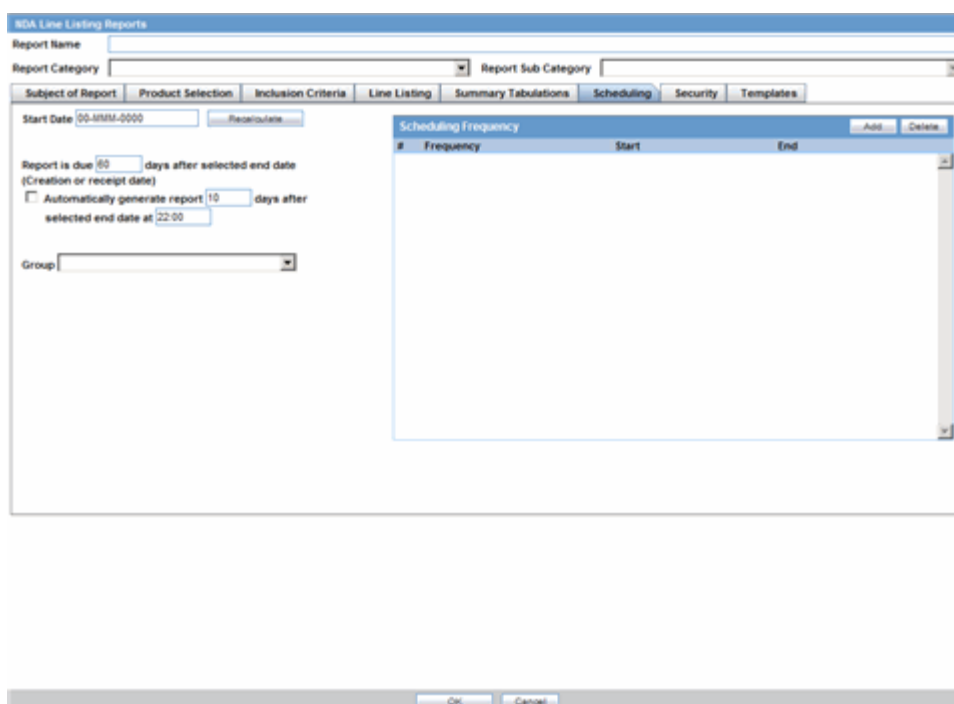 NDA Line Listing Reports
Report Name
Report Category Report Sub Category
Subject of Report Product Selection Inclusion Criteria Line Listing Summary Tabulations Scheduling Security Templates
Start Date 00-MMM-0000 Recalculate
Scheduling Frequency Add Delete
# Frequency Start End
Report is due 60 days after selected end date
(Creation or receipt date)
Automatically generate report 10 days after
selected end date at 22:00
Group
OK Cancel